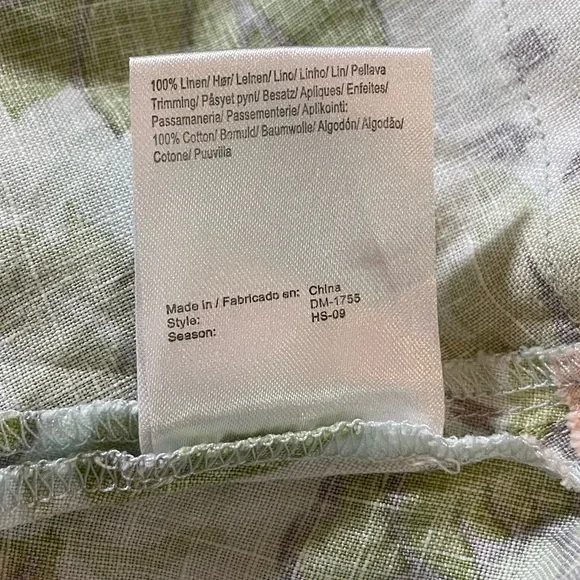 100% Linen/ Hør/ Leinen/ Lino/ Linho/ Lin/ Pellava
Trimming/ Påsyet pynt/ Besatz/ Apliques/ Enfeites/
Passamanerie/ Passementerie/ Aplikointi:
100% Cotton/ Bomuld/ Baumwolle/ Algodón/ Algodão/
Cotone/ Puuvilla
Made in / Fabricado en: China
Style: DM-1755
Season: HS-09